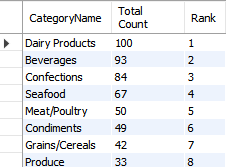 CategoryName Total Count Rank
Dairy Products 100 1
Beverages 93 2
Confections 84 3
Seafood 67 4
Meat/Poultry 50 5
Condiments 49 6
Grains/Cereals 42 7
Produce 33 8